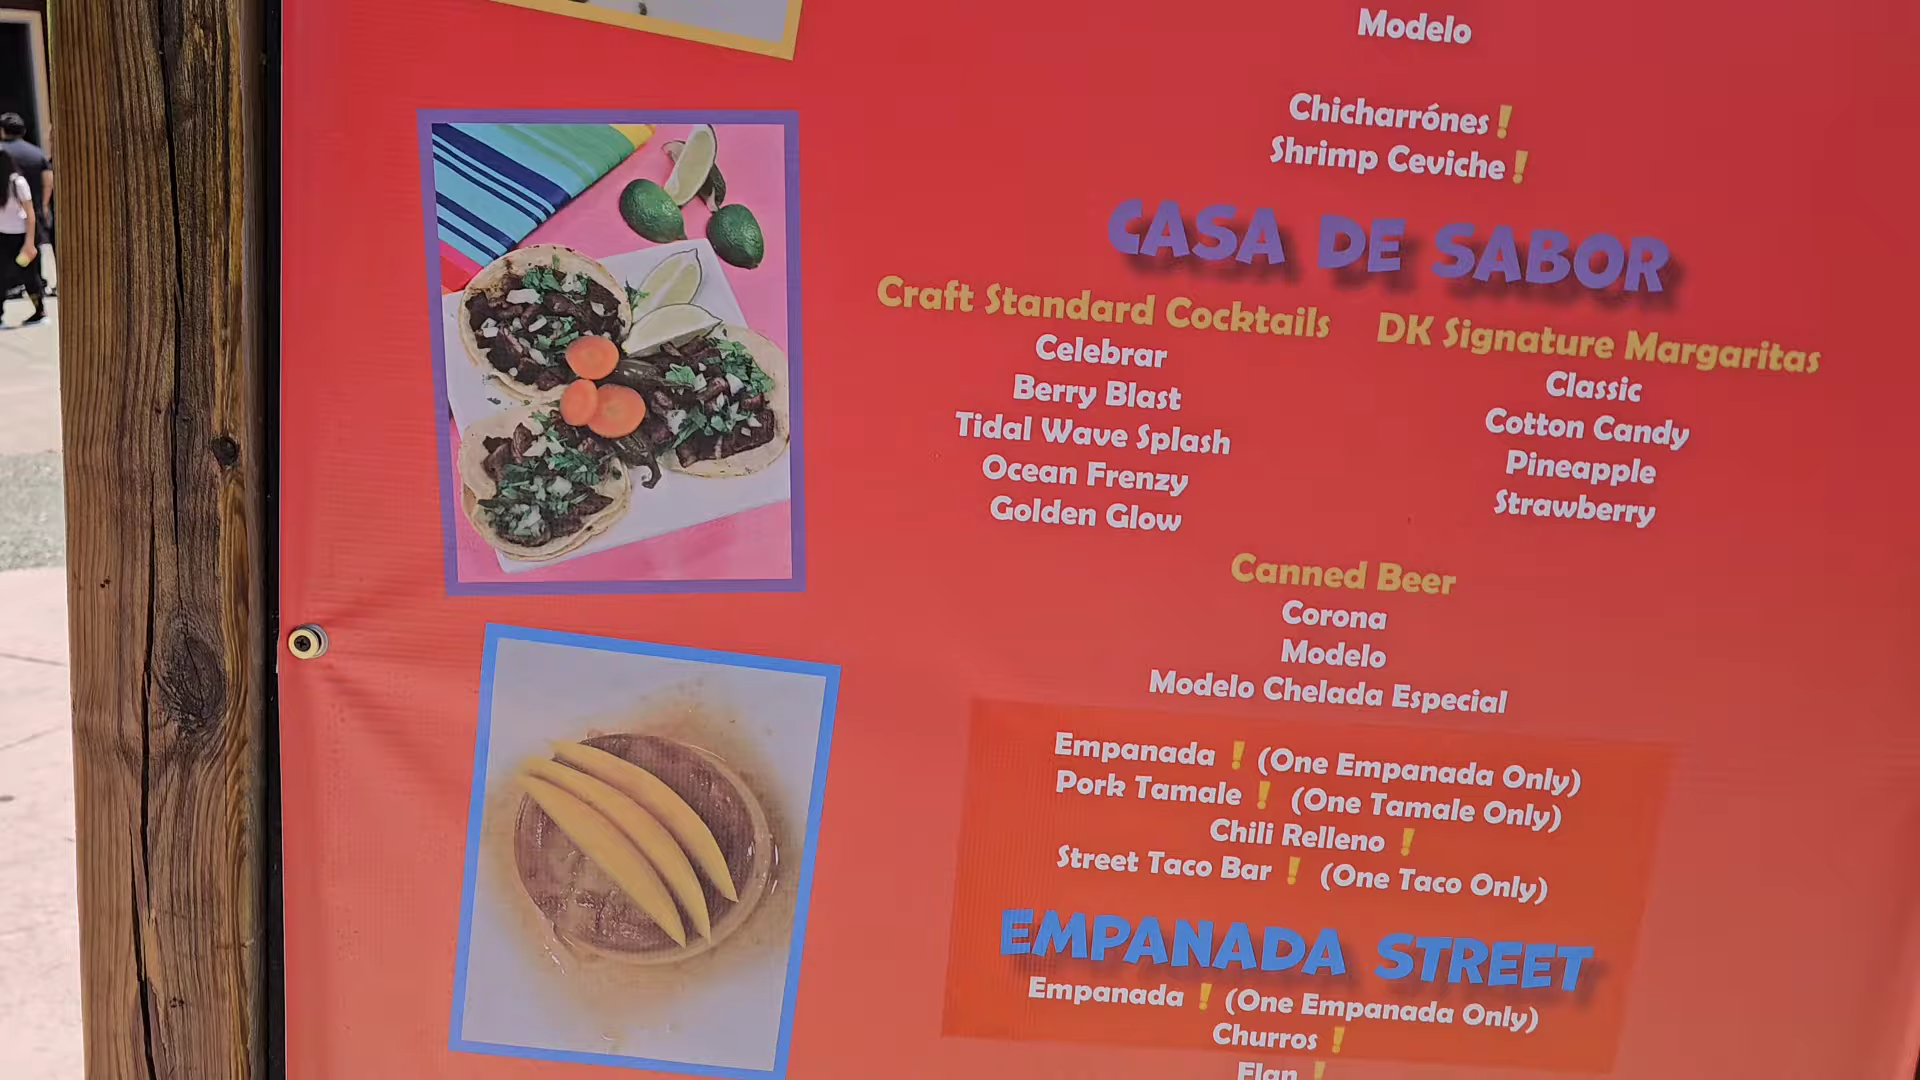 Modelo
Chicharrónes!
Shrimp Ceviche!
CASA DE SABOR
Craft Standard Cocktails
Celebrar
Berry Blast
Tidal Wave Splash
Ocean Frenzy
Golden Glow
DK Signature Margaritas
Classic
Cotton Candy
Pineapple
Strawberry
Canned Beer
Corona
Modelo
Modelo Chelada Especial
Empanada ! (One Empanada Only)
Pork Tamale ! (One Tamale Only)
Chili Relleno !
Street Taco Bar ! (One Taco Only)
EMPANADA STREET
Empanada ! (One Empanada Only)
Churros !
Flan !